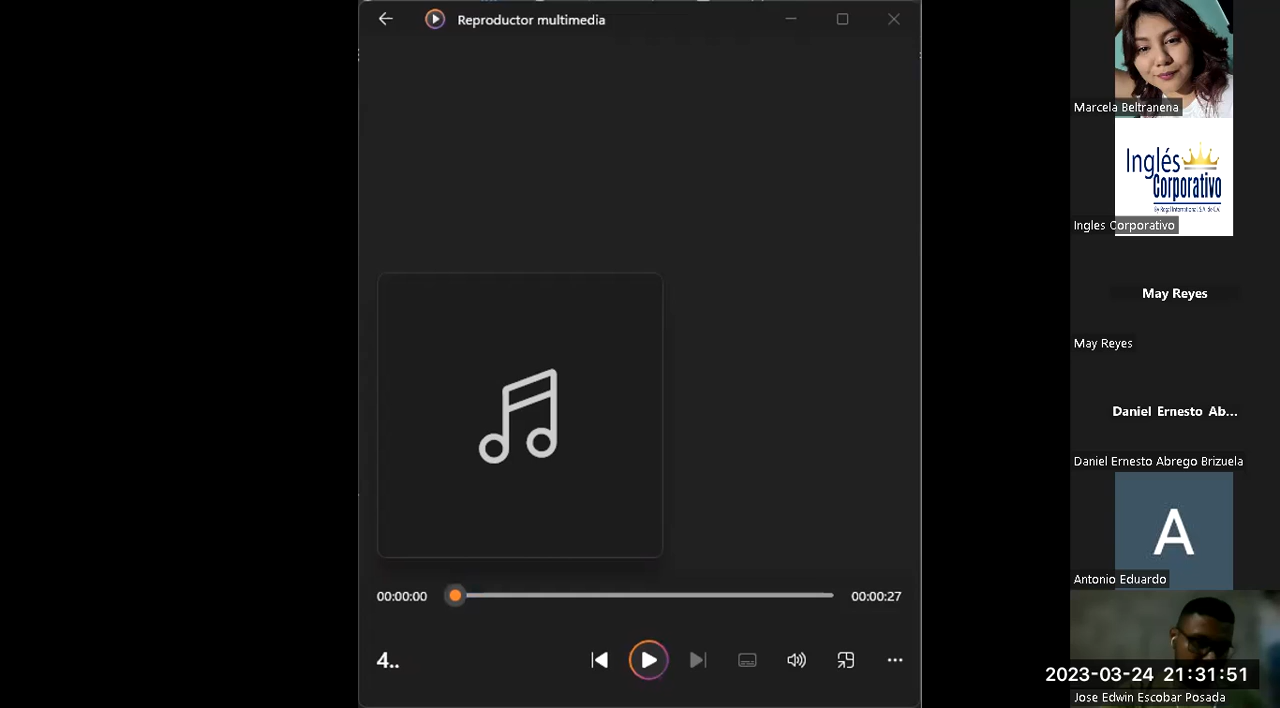 Reproductor multimedia
00:00:00
00:00:27
4..
Marcela Beltranena
Inglés
Corporativo
Ingles Corporativo
May Reyes
May Reyes
Daniel Ernesto Ab...
Daniel Ernesto Abrego Brizuela
A
Antonio Eduardo
2023-03-24 21:31:51
Jose Edwin Escobar Posada